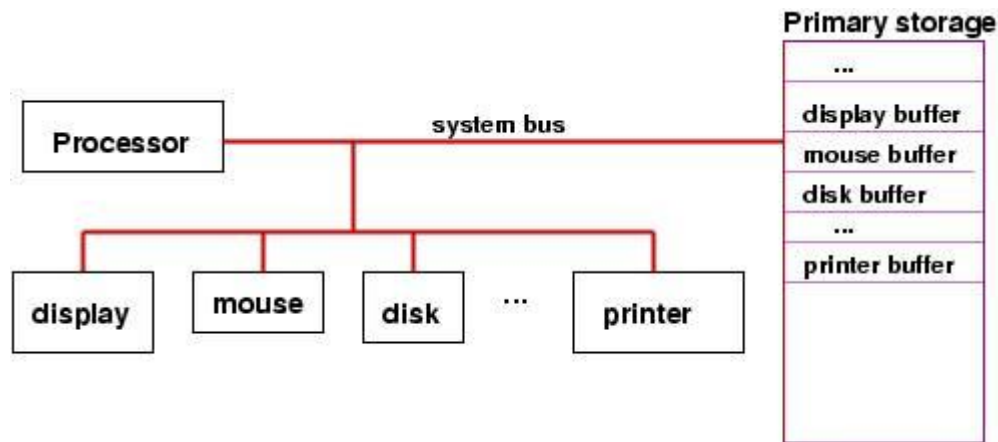 Primary storage
...
display buffer
Processor
system bus
mouse buffer
disk buffer
...
printer buffer
display
mouse
disk
...
printer